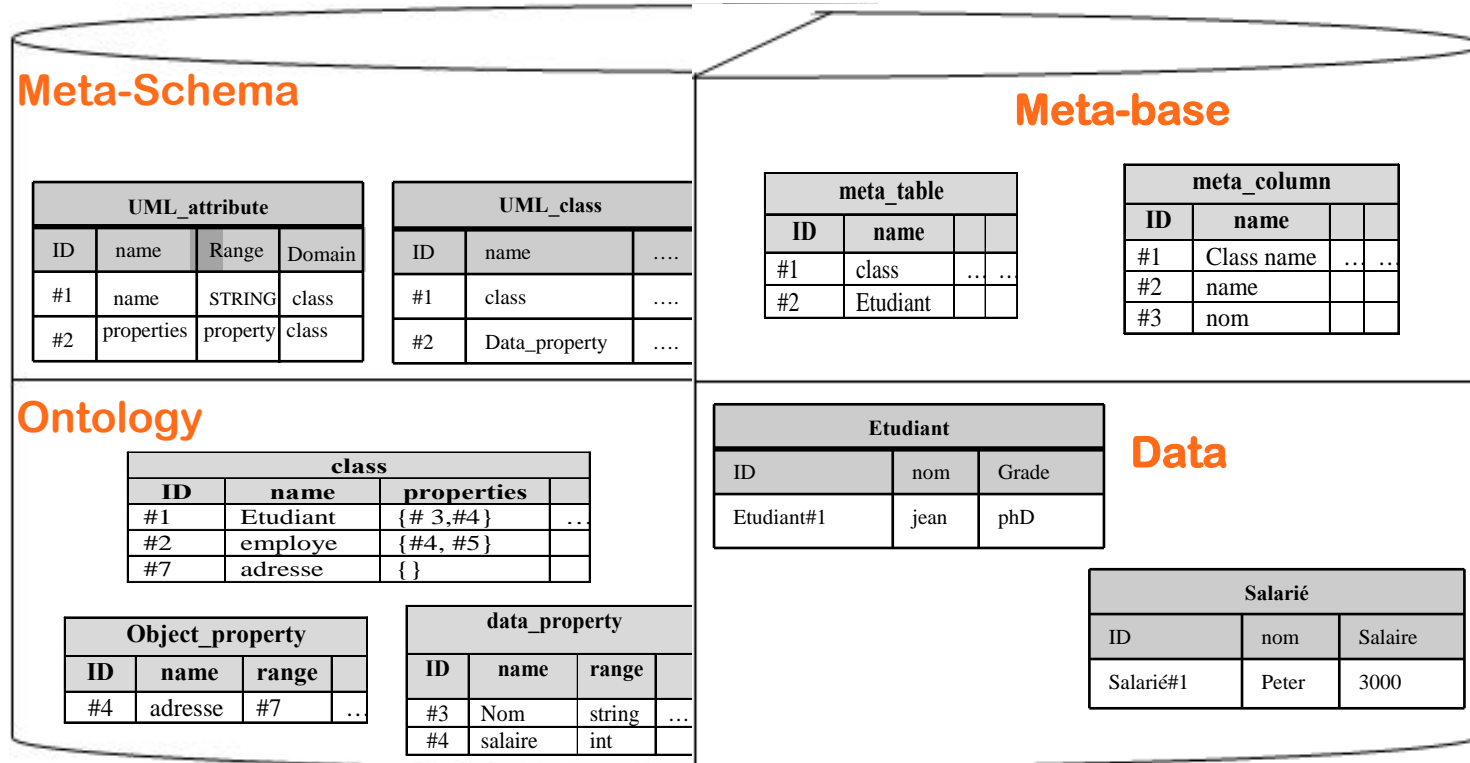 Meta-Schema
UML_attribute
ID name Range Domain
#1 name STRING class
#2 properties property class
UML_class
ID name ....
#1 class ....
#2 Data_property ....
Meta-base
meta_table
ID name
#1 class ... ...
#2 Etudiant
meta_column
ID name
#1 Class name ... ...
#2 name
#3 nom
Ontology
class
ID name properties
#1 Etudiant {# 3,#4} ...
#2 employe {#4, #5}
#7 adresse {}
Object_property
ID name range
#4 adresse #7 ...
data_property
ID name range
#3 Nom string ...
#4 salaire int
Data
Etudiant
ID nom Grade
Etudiant#1 jean phD
Salarié
ID nom Salaire
Salarié#1 Peter 3000